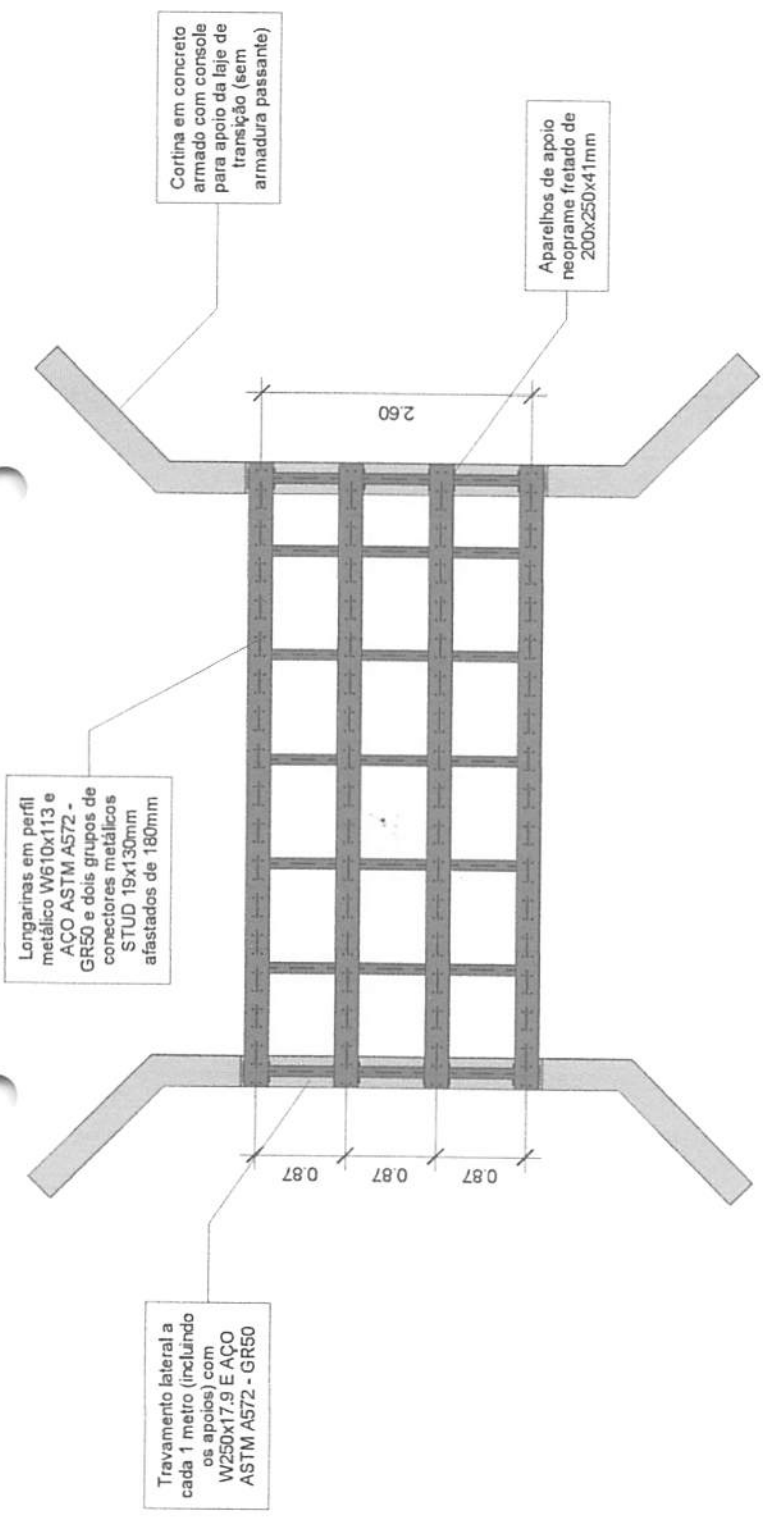 Cortina em concreto
armado com console
para apoio da laje de
transição (sem
armadura passante)
Longarinas em perfil
metálico W610x113 e
AÇO ASTM A572 -
GR50 e dois grupos de
conectores metálicos
STUD 19x130mm
afastados de 180mm
Aparelhos de apoio
neoprame fretado de
200x250x41mm
Travamento lateral a
cada 1 metro (incluindo
os apoios) com
W250x17.9 E AÇO
ASTM A572 - GR50
2.60
0.87
0.87
0.87